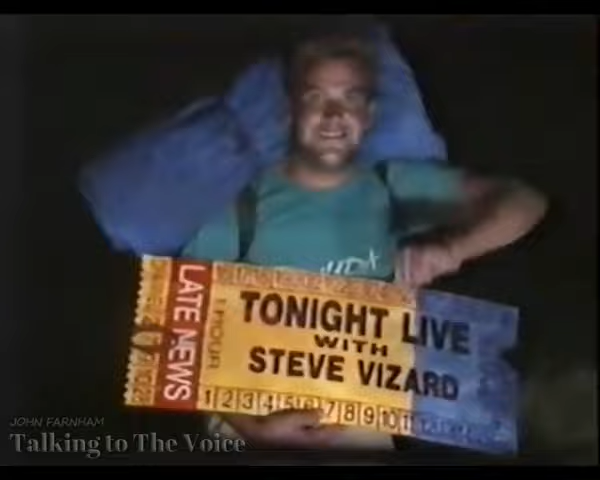 LATE NEWS
1 HOUR
TONIGHT LIVE
WITH
STEVE VIZARD
1 2 3 4 5 6 7 8 9 10
JOHN FARNHAM
Talking to The Voice